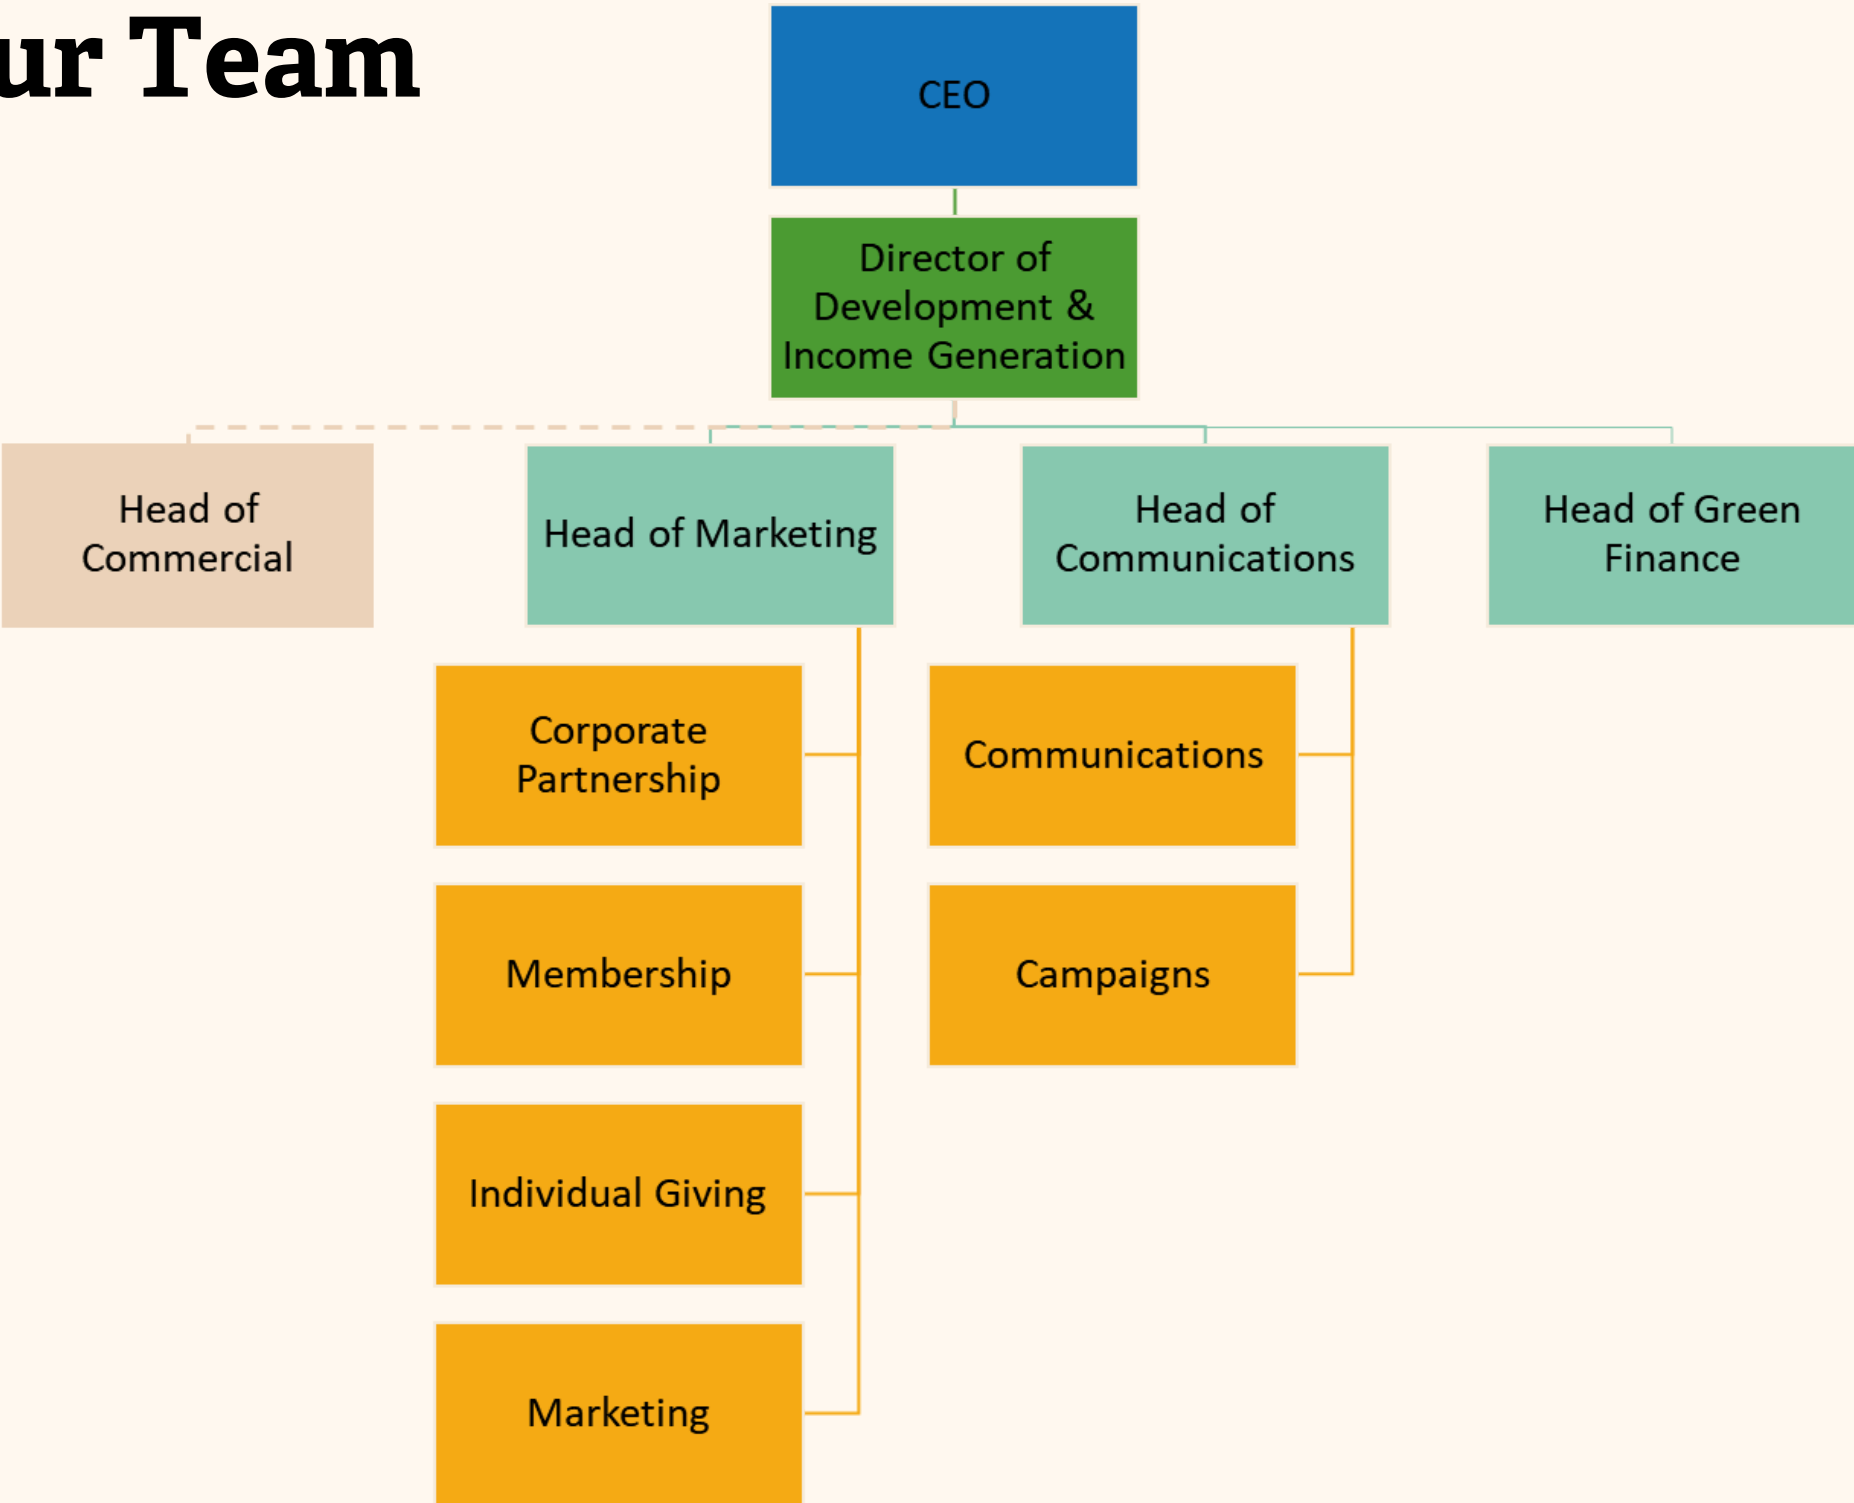 ur Team
CEO
Director of
Development &
Income Generation
Head of
Commercial
Head of Marketing
Head of
Communications
Head of Green
Finance
Corporate
Partnership
Communications
Membership
Campaigns
Individual Giving
Marketing